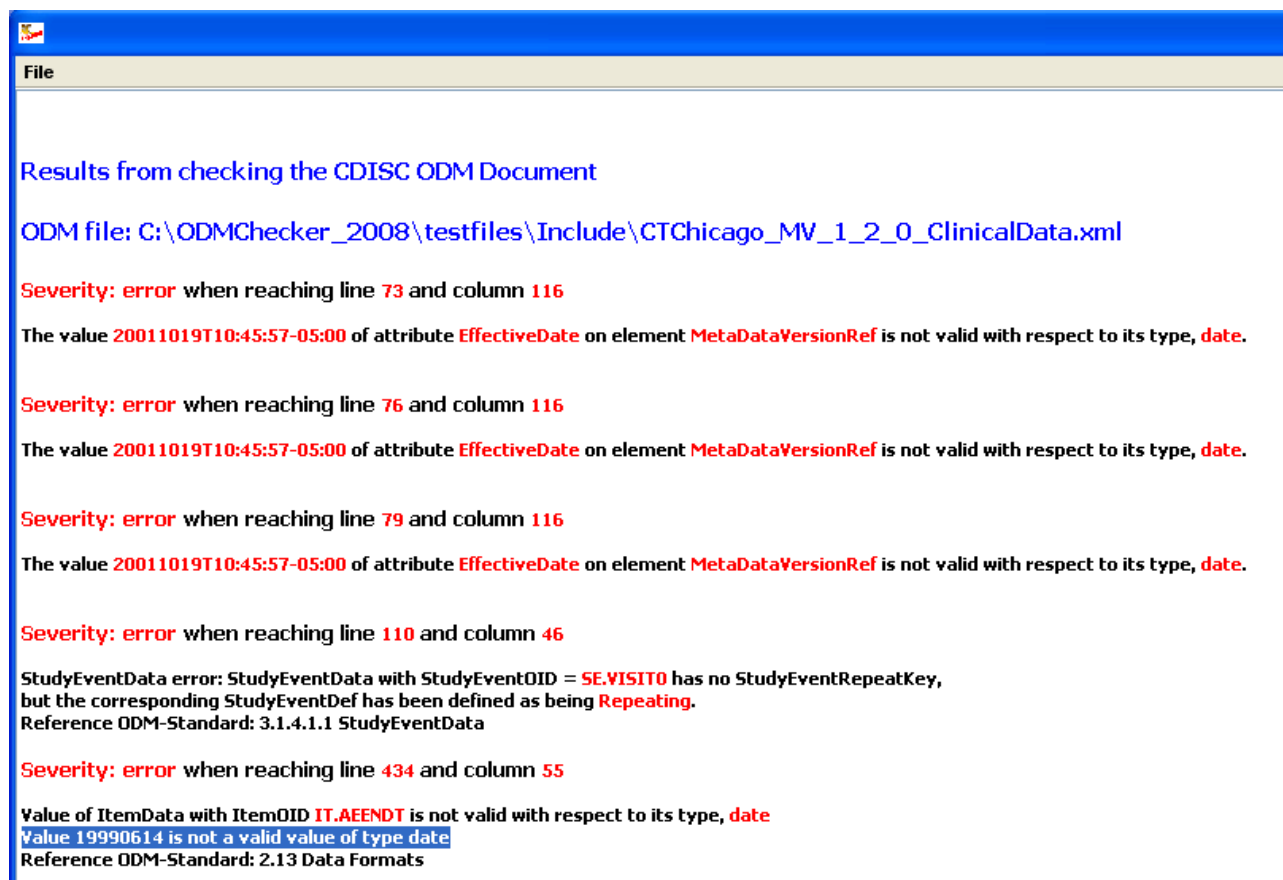 File
Results from checking the CDISC ODM Document
ODM file: C:\ODMChecker_2008\testfiles\Include\CTChicago_MV_1_2_0_ClinicalData.xml
Severity: error when reaching line 73 and column 116
The value 20011019T10:45:57-05:00 of attribute EffectiveDate on element MetaDataVersionRef is not valid with respect to its type, date.
Severity: error when reaching line 76 and column 116
The value 20011019T10:45:57-05:00 of attribute EffectiveDate on element MetaDataVersionRef is not valid with respect to its type, date.
Severity: error when reaching line 79 and column 116
The value 20011019T10:45:57-05:00 of attribute EffectiveDate on element MetaDataVersionRef is not valid with respect to its type, date.
Severity: error when reaching line 110 and column 46
StudyEventData error: StudyEventData with StudyEventOID = SE.VISIT0 has no StudyEventRepeatKey,
but the corresponding StudyEventDef has been defined as being Repeating.
Reference ODM-Standard: 3.1.4.1.1 StudyEventData
Severity: error when reaching line 434 and column 55
Value of ItemData with ItemOID IT.AEENDT is not valid with respect to its type, date
Value 19990614 is not a valid value of type date
Reference ODM-Standard: 2.13 Data Formats